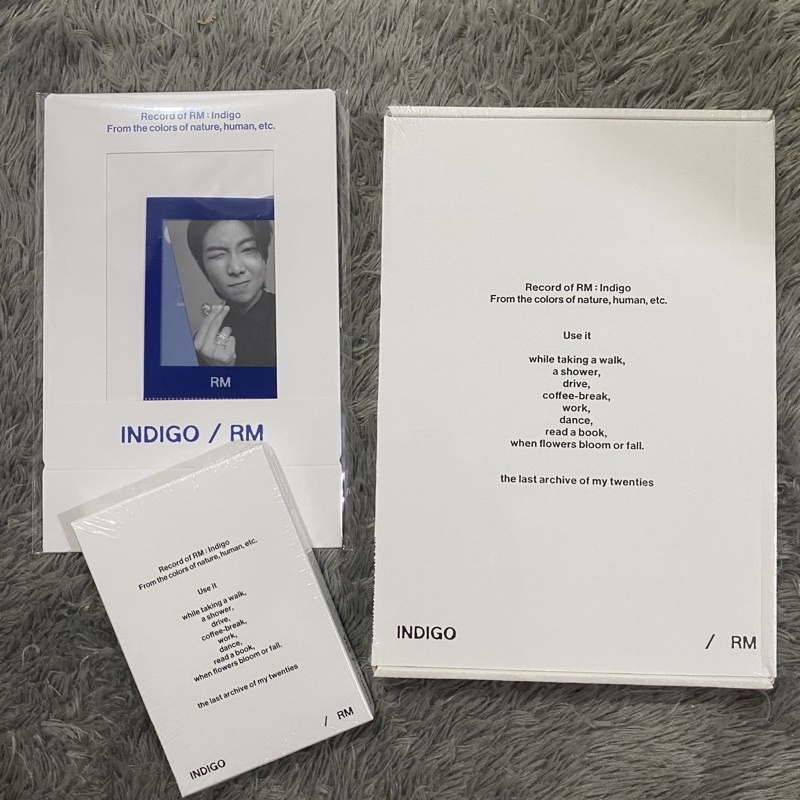 Record of RM : Indigo
From the colors of nature, human, etc.
RM
INDIGO / RM
Record of RM : Indigo
From the colors of nature, human, etc.
Use it
while taking a walk,
a shower,
drive,
coffee-break,
work,
dance,
read a book,
when flowers bloom or fall.
the last archive of my twenties
INDIGO / RM
Record of RM : Indigo
From the colors of nature, human, etc.
Use it
while taking a walk,
a shower,
drive,
coffee-break,
work,
dance,
read a book,
when flowers bloom or fall.
the last archive of my twenties
/ RM
INDIGO